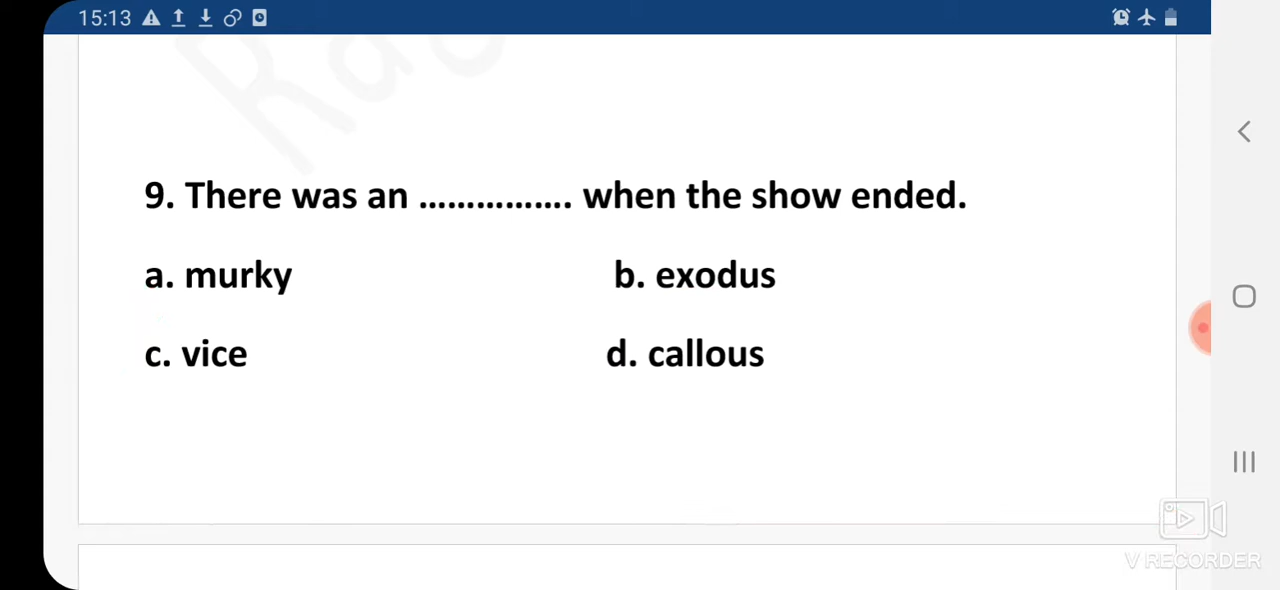 15:13
9. There was an ................ when the show ended.
a. murky b. exodus
c. vice d. callous
V RECORDER